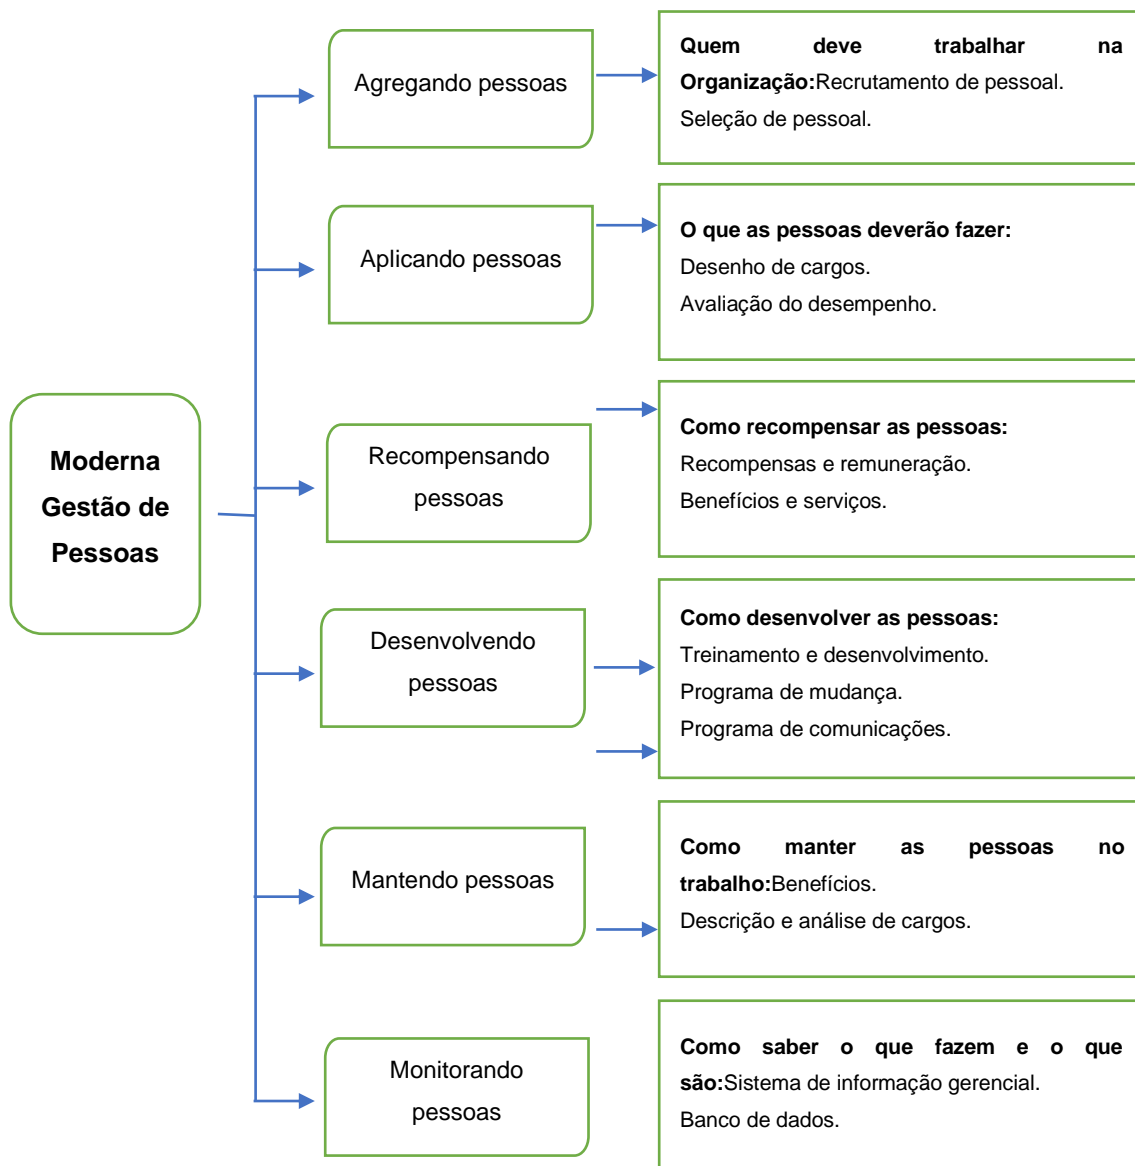 Moderna
Gestão de
Pessoas
Agregando pessoas
Quem deve trabalhar na
Organização:Recrutamento de pessoal.
Seleção de pessoal.
Aplicando pessoas
O que as pessoas deverão fazer:
Desenho de cargos.
Avaliação do desempenho.
Recompensando
pessoas
Como recompensar as pessoas:
Recompensas e remuneração.
Benefícios e serviços.
Desenvolvendo
pessoas
Como desenvolver as pessoas:
Treinamento e desenvolvimento.
Programa de mudança.
Programa de comunicações.
Mantendo pessoas
Como manter as pessoas no
trabalho:Benefícios.
Descrição e análise de cargos.
Monitorando
pessoas
Como saber o que fazem e o que
são:Sistema de informação gerencial.
Banco de dados.